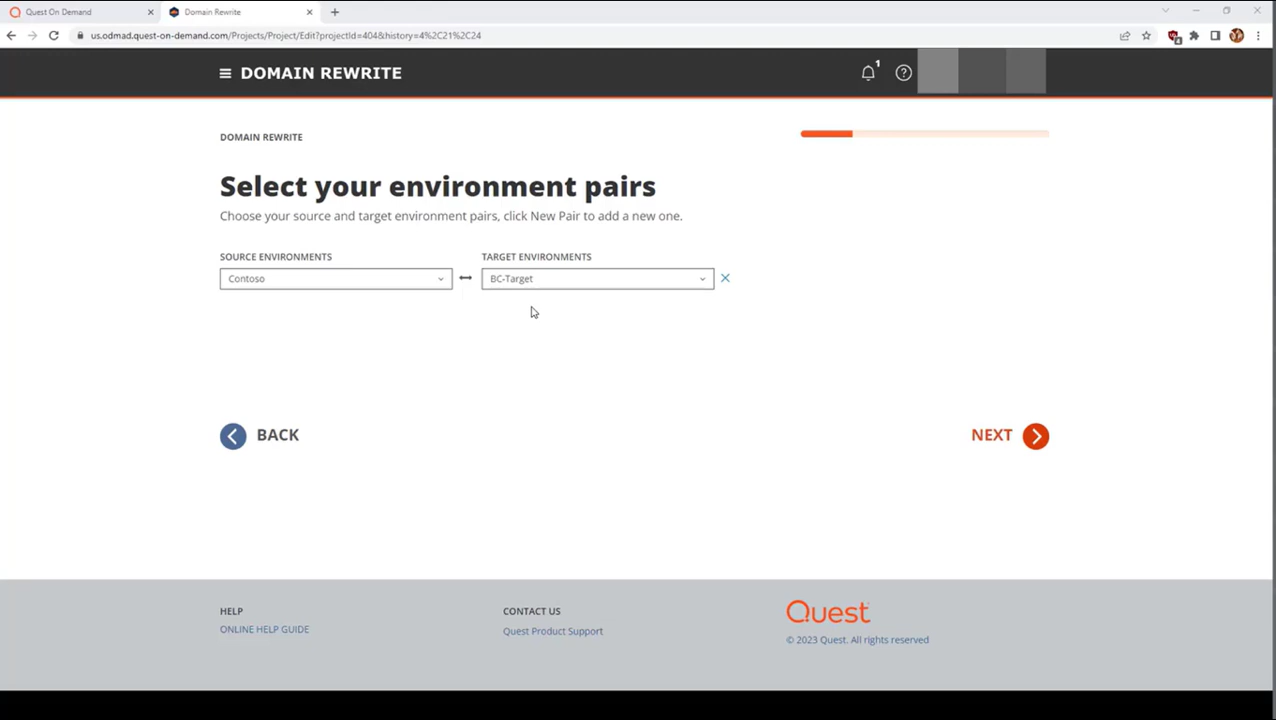 Quest On Demand
Domain Rewrite
us.odmad.quest-on-demand.com/Projects/Project/Edit?projectId=404&history=4%2C21%2C24
DOMAIN REWRITE
1
DOMAIN REWRITE
Select your environment pairs
Choose your source and target environment pairs, click New Pair to add a new one.
SOURCE ENVIRONMENTS
TARGET ENVIRONMENTS
Contoso
BC-Target
BACK
NEXT
HELP
ONLINE HELP GUIDE
CONTACT US
Quest Product Support
Quest
© 2023 Quest. All rights reserved